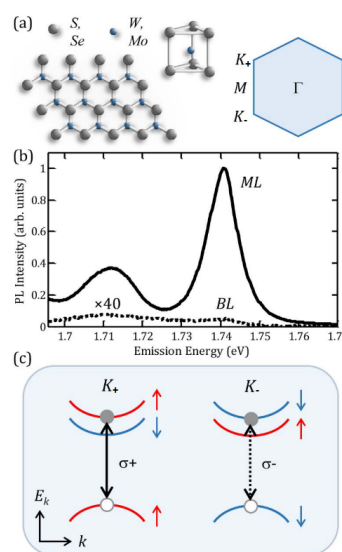 (a)
S,
Se
W,
Mo
K+
M
Γ
K-
(b)
PL Intensity (arb. units)
1
0.8
0.6
0.4
0.2
0
ML
×40
BL
1.7 1.71 1.72 1.73 1.74 1.75 1.76
Emission Energy (eV)
(c)
K+ K-
σ+ σ-
Ek
k